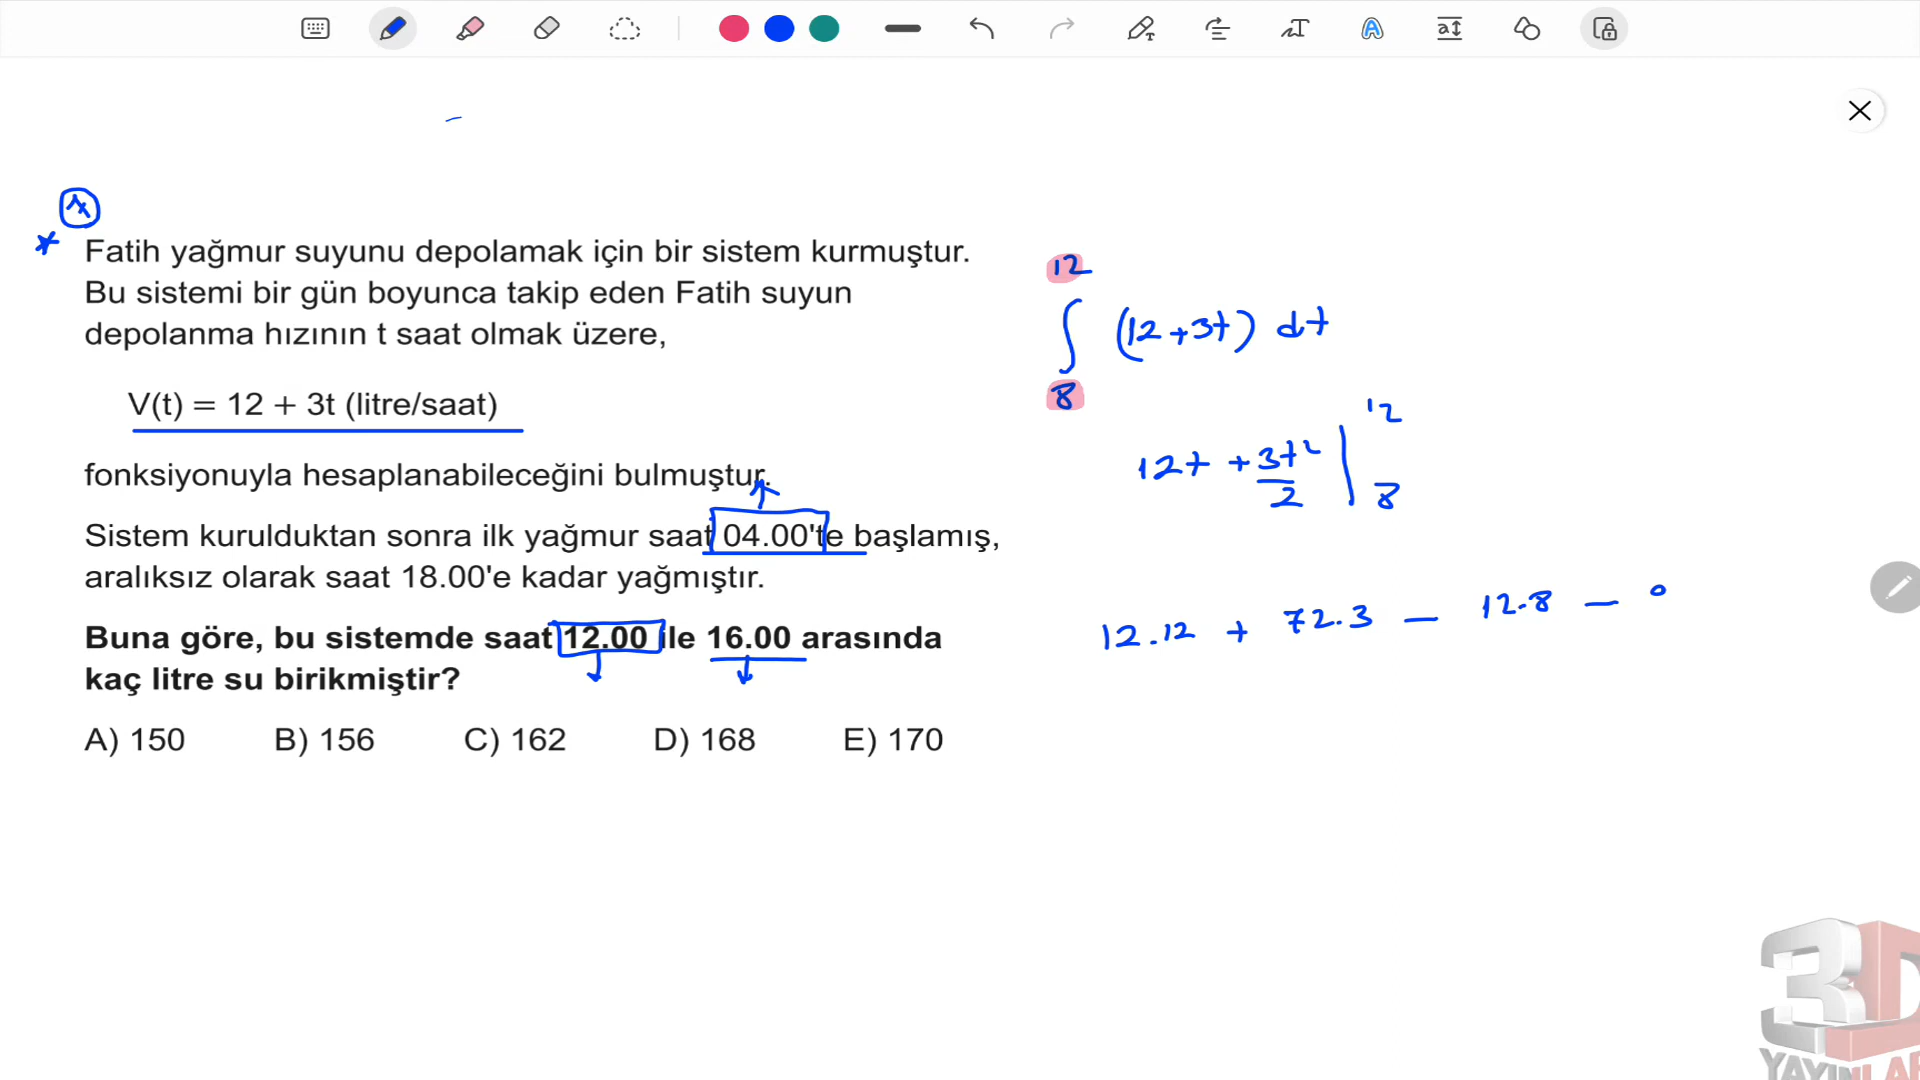 Fatih yağmur suyunu depolamak için bir sistem kurmuştur.
Bu sistemi bir gün boyunca takip eden Fatih suyun
depolanma hızının t saat olmak üzere,
V(t) = 12 + 3t (litre/saat)
fonksiyonuyla hesaplanabileceğini bulmuştur.
Sistem kurulduktan sonra ilk yağmur saat 04.00'te başlamış,
aralıksız olarak saat 18.00'e kadar yağmıştır.
Buna göre, bu sistemde saat 12.00 ile 16.00 arasında
kaç litre su birikmiştir?
A) 150 B) 156 C) 162 D) 168 E) 170
12
∫ (12+3t) dt
8
12t + 3t²/2 | 12 8
12.12 + 72.3 − 12.8 −
3D
YAYINLAR